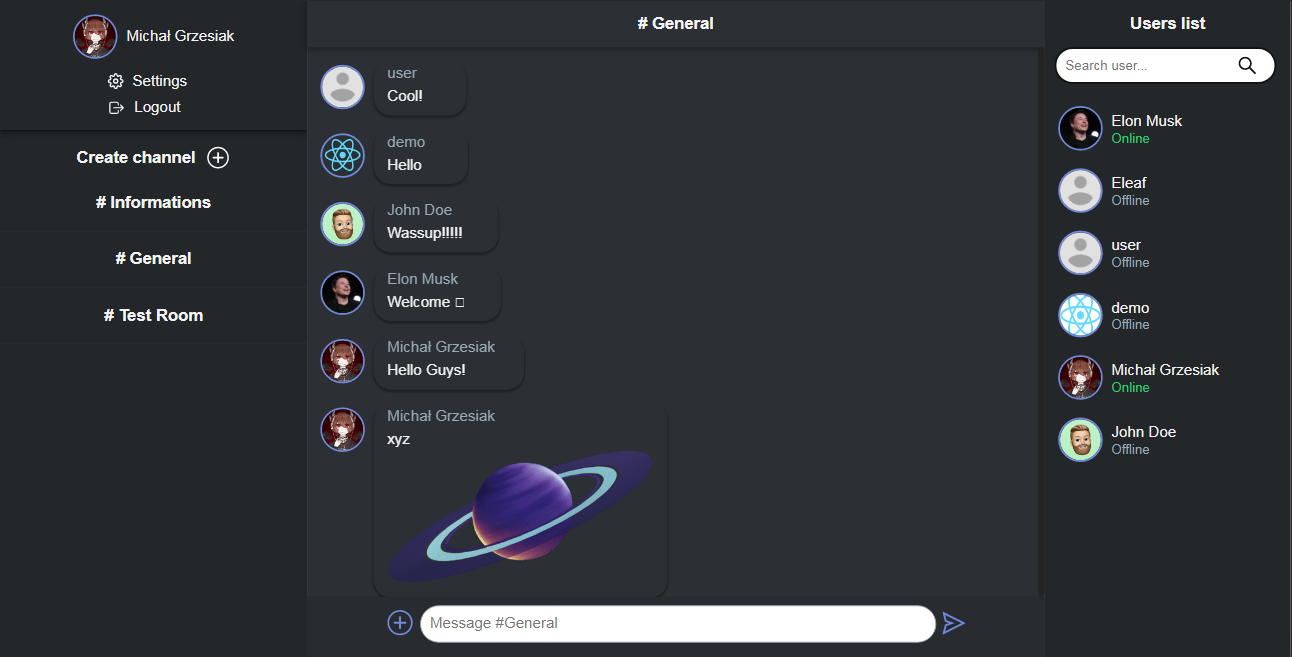 Michał Grzesiak
Settings
Logout
Create channel
# Informations
# General
# Test Room
# General
user
Cool!
demo
Hello
John Doe
Wassup!!!!!
Elon Musk
Welcome □
Michał Grzesiak
Hello Guys!
Michał Grzesiak
xyz
Message #General
Users list
Search user...
Elon Musk
Online
Eleaf
Offline
user
Offline
demo
Offline
Michał Grzesiak
Online
John Doe
Offline